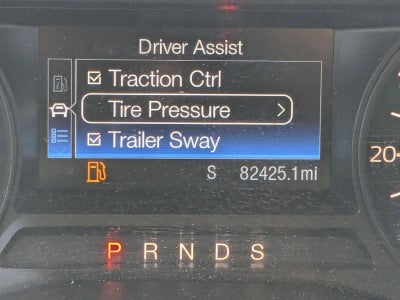 Driver Assist
Traction Ctrl
Tire Pressure
Trailer Sway
S 82425.1mi
20
P R N D S